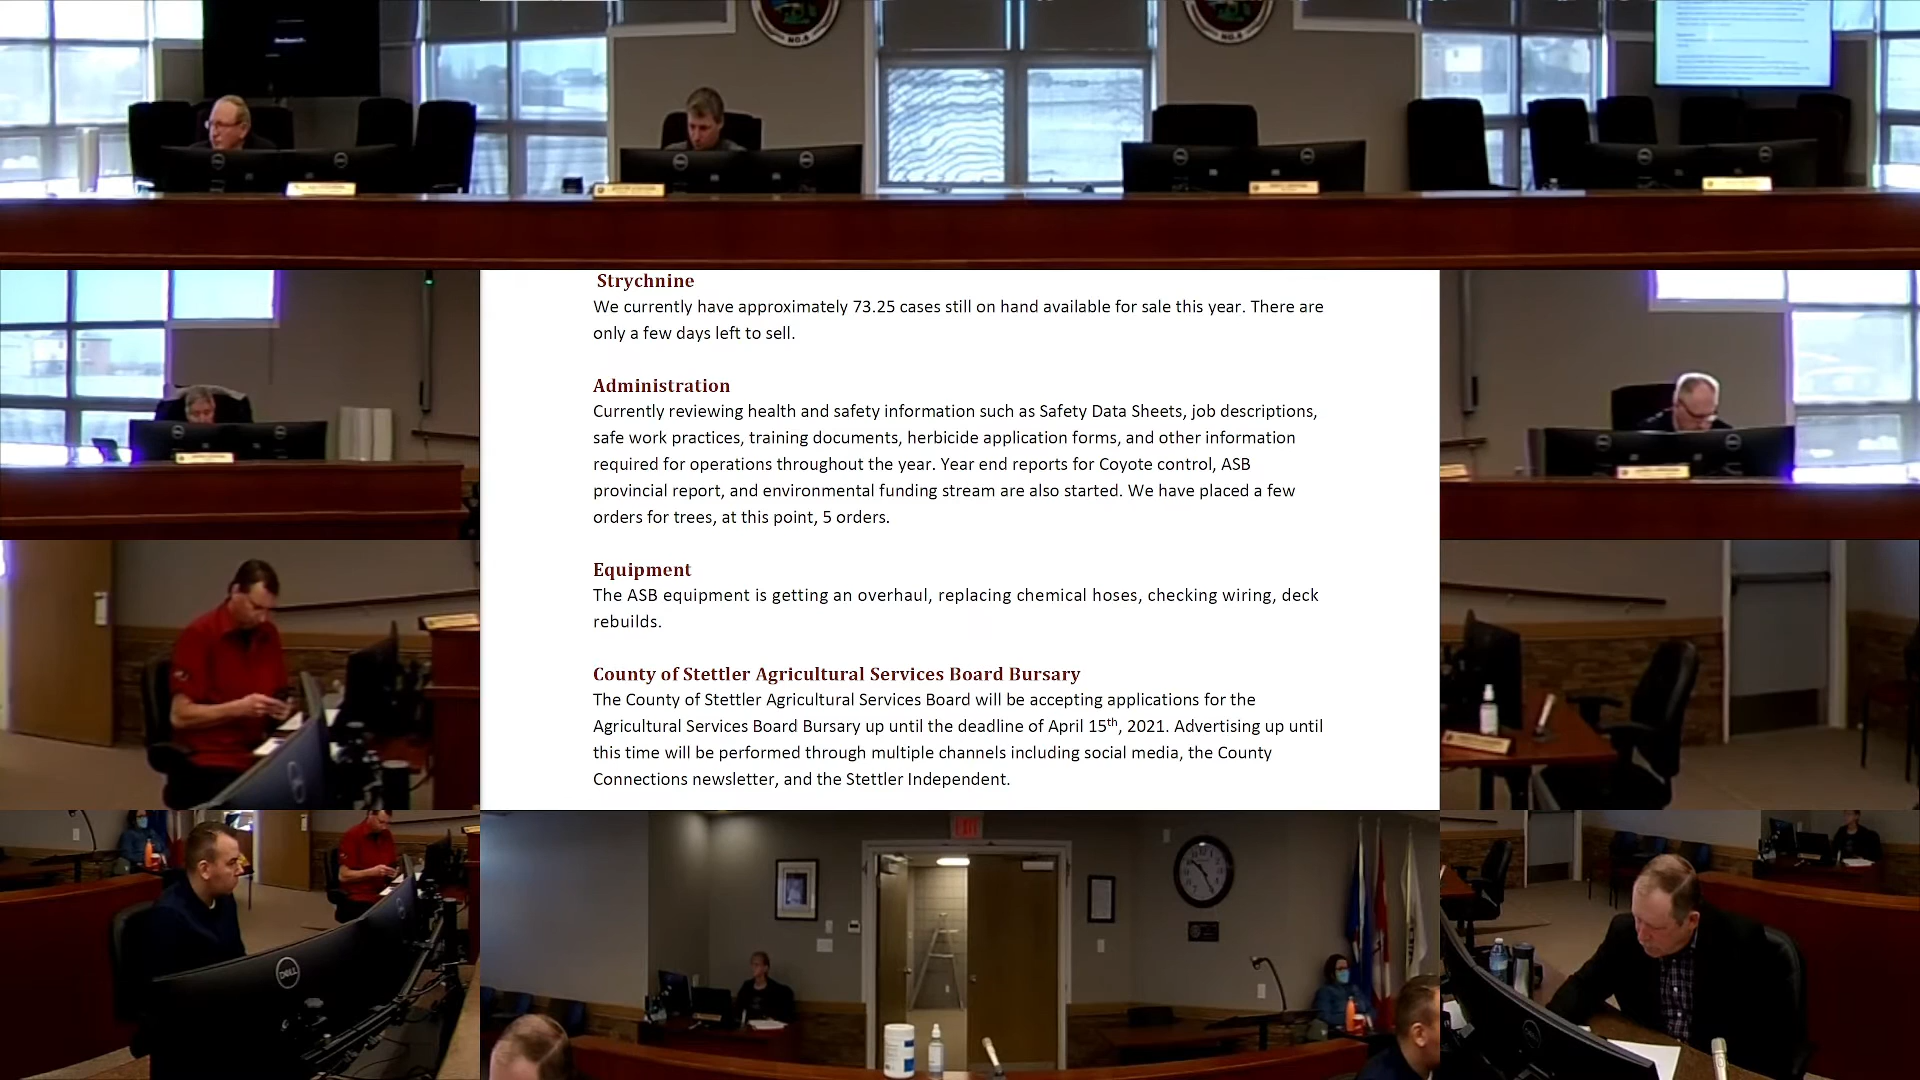 NO.6
NO.6
Strychnine
We currently have approximately 73.25 cases still on hand available for sale this year. There are
only a few days left to sell.
Administration
Currently reviewing health and safety information such as Safety Data Sheets, job descriptions,
safe work practices, training documents, herbicide application forms, and other information
required for operations throughout the year. Year end reports for Coyote control, ASB
provincial report, and environmental funding stream are also started. We have placed a few
orders for trees, at this point, 5 orders.
Equipment
The ASB equipment is getting an overhaul, replacing chemical hoses, checking wiring, deck
rebuilds.
County of Stettler Agricultural Services Board Bursary
The County of Stettler Agricultural Services Board will be accepting applications for the
Agricultural Services Board Bursary up until the deadline of April 15th, 2021. Advertising up until
this time will be performed through multiple channels including social media, the County
Connections newsletter, and the Stettler Independent.
EXIT
DELL